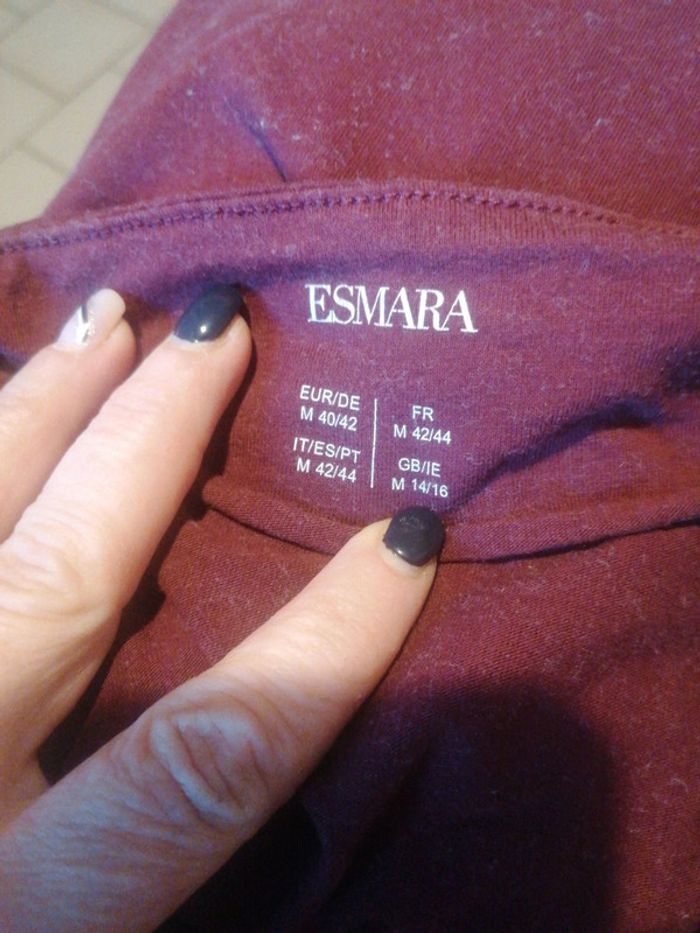 ESMARA
EUR/DE
M 40/42
FR
M 42/44
IT/ES/PT
M 42/44
GB/IE
M 14/16